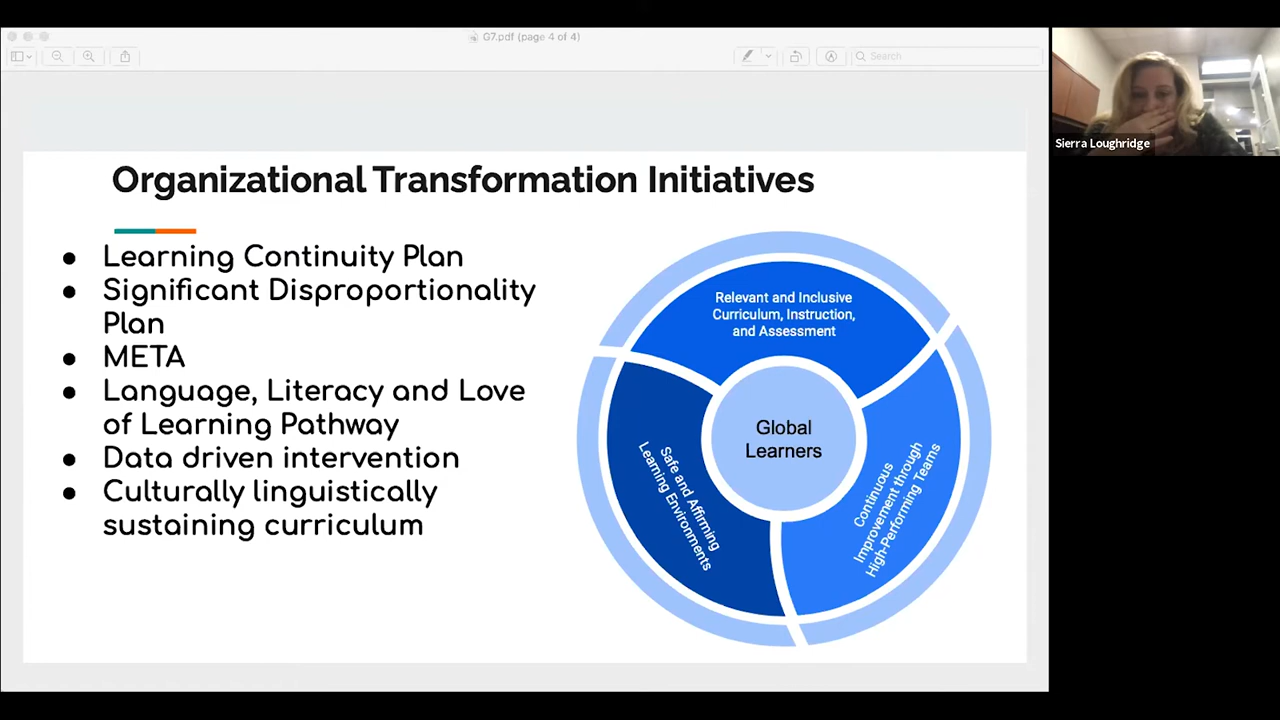 G7.pdf (page 4 of 4)
Search
Organizational Transformation Initiatives
● Learning Continuity Plan
● Significant Disproportionality
Plan
● META
● Language, Literacy and Love
of Learning Pathway
● Data driven intervention
● Culturally linguistically
sustaining curriculum
Relevant and Inclusive
Curriculum, Instruction,
and Assessment
Global
Learners
Safe and Affirming
Learning Environments
Continuous
Improvement through
High-Performing Teams
Sierra Loughridge